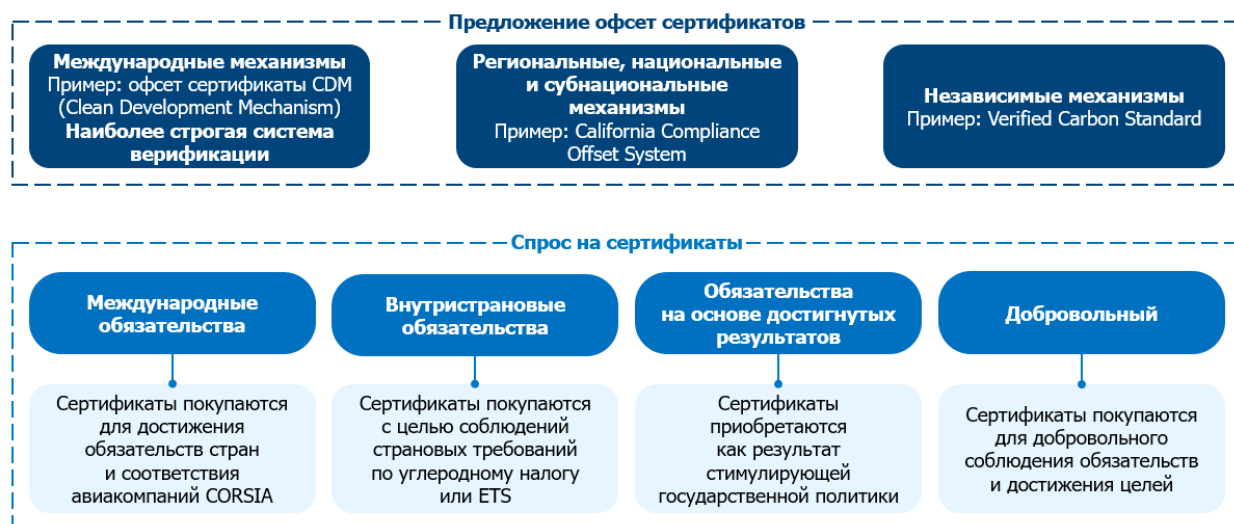 Предложение офсет сертификатов
Международные механизмы
Пример: офсет сертификаты CDM
(Clean Development Mechanism)
Наиболее строгая система
верификации
Региональные, национальные
и субнациональные
механизмы
Пример: California Compliance
Offset System
Независимые механизмы
Пример: Verified Carbon Standard
Спрос на сертификаты
Международные
обязательства
Сертификаты покупаются
для достижения
обязательств стран
и соответствия
авиакомпаний CORSIA
Внутристрановые
обязательства
Сертификаты покупаются
с целью соблюдений
страновых требований
по углеродному налогу
или ETS
Обязательства
на основе достигнутых
результатов
Сертификаты
приобретаются
как результат
стимулирующей
государственной политики
Добровольный
Сертификаты покупаются
для добровольного
соблюдения обязательств
и достижения целей